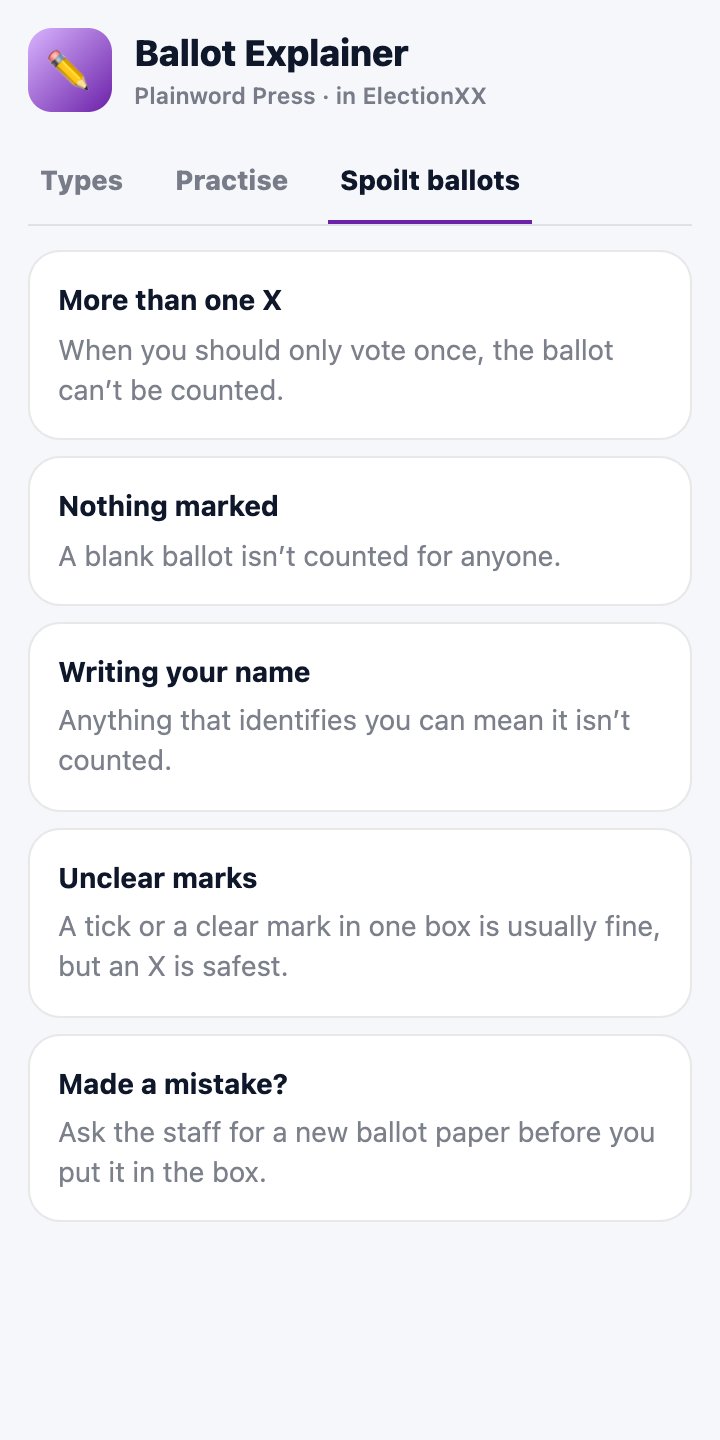 Ballot Explainer
Plainword Press · in ElectionXX
Types Practise Spoilt ballots
More than one X
When you should only vote once, the ballot
can’t be counted.
Nothing marked
A blank ballot isn’t counted for anyone.
Writing your name
Anything that identifies you can mean it isn’t
counted.
Unclear marks
A tick or a clear mark in one box is usually fine,
but an X is safest.
Made a mistake?
Ask the staff for a new ballot paper before you
put it in the box.